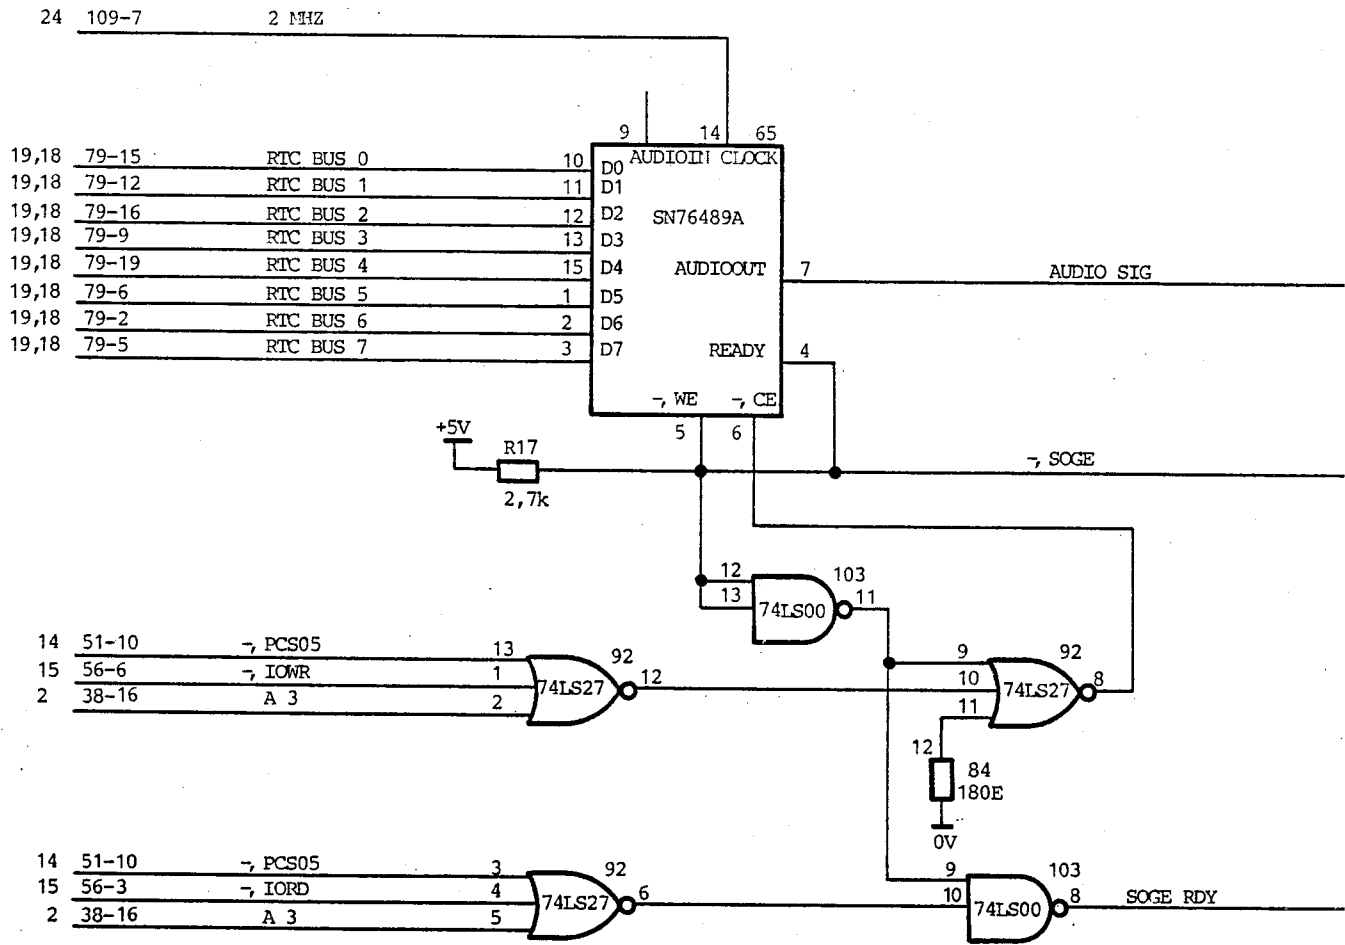 24 109-7 2 MHZ
9 14 65
AUDIOIN CLOCK
19,18 79-15 RTC BUS 0 10 D0
19,18 79-12 RTC BUS 1 11 D1
19,18 79-16 RTC BUS 2 12 D2 SN76489A
19,18 79-9 RTC BUS 3 13 D3
19,18 79-19 RTC BUS 4 15 D4 AUDIOOUT 7 AUDIO SIG
19,18 79-6 RTC BUS 5 1 D5
19,18 79-2 RTC BUS 6 2 D6
19,18 79-5 RTC BUS 7 3 D7 READY 4
¬, WE ¬, CE
5 6
+5V R17 ¬, SOGE
2,7k
12 103
13 74LS00 11
14 51-10 ¬, PCS05 13 92 9 92
15 56-6 ¬, IOWR 1 74LS27 12 10 74LS27 8
2 38-16 A 3 2 11
12 84
180E
0V
14 51-10 ¬, PCS05 3 92 9 103
15 56-3 ¬, IORD 4 74LS27 6 10 74LS00 8 SOGE RDY
2 38-16 A 3 5